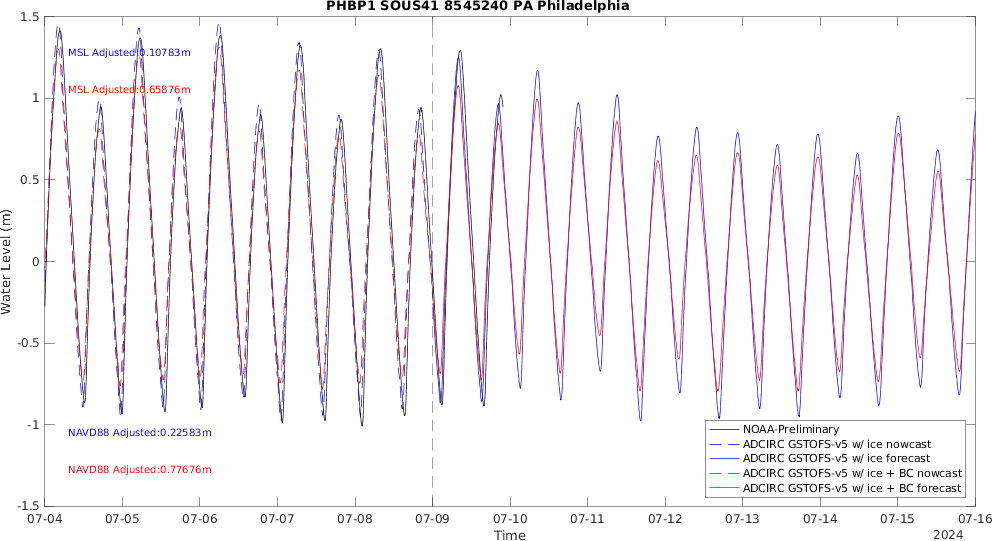 PHBP1 SOUS41 8545240 PA Philadelphia
1.5
MSL Adjusted:0.10783m
MSL Adjusted:0.65876m
1
0.5
Water Level (m)
0
-0.5
-1
NAVD88 Adjusted:0.22583m
NAVD88 Adjusted:0.77676m
NOAA-Preliminary
ADCIRC GSTOFS-v5 w/ ice nowcast
ADCIRC GSTOFS-v5 w/ ice forecast
ADCIRC GSTOFS-v5 w/ ice + BC nowcast
ADCIRC GSTOFS-v5 w/ ice + BC forecast
-1.5
07-04 07-05 07-06 07-07 07-08 07-09 07-10 07-11 07-12 07-13 07-14 07-15 07-16
Time
2024